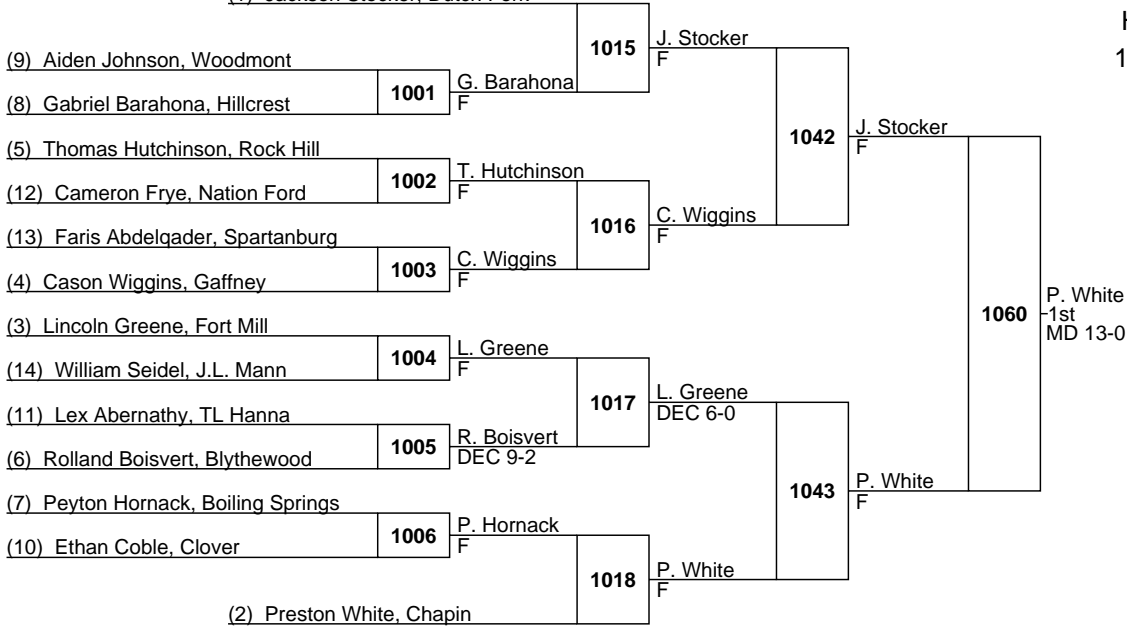 J. Stocker
1015
F
(9) Aiden Johnson, Woodmont
G. Barahona
1001
F
(8) Gabriel Barahona, Hillcrest
J. Stocker
1042
F
(5) Thomas Hutchinson, Rock Hill
T. Hutchinson
1002
F
(12) Cameron Frye, Nation Ford
C. Wiggins
1016
F
(13) Faris Abdelqader, Spartanburg
C. Wiggins
1003
F
(4) Cason Wiggins, Gaffney
P. White
1060
1st
MD 13-0
(3) Lincoln Greene, Fort Mill
L. Greene
1004
F
(14) William Seidel, J.L. Mann
L. Greene
1017
DEC 6-0
(11) Lex Abernathy, TL Hanna
R. Boisvert
1005
DEC 9-2
(6) Rolland Boisvert, Blythewood
P. White
1043
F
(7) Peyton Hornack, Boiling Springs
P. Hornack
1006
F
(10) Ethan Coble, Clover
P. White
1018
F
(2) Preston White, Chapin